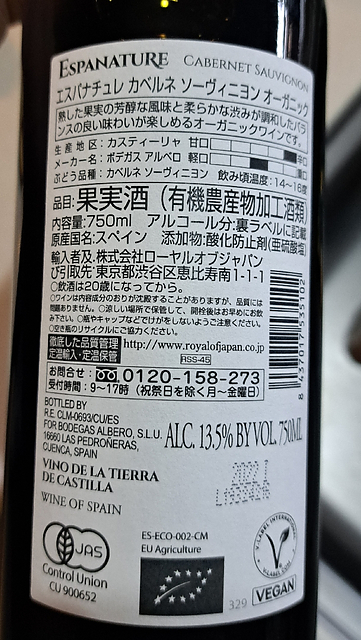 ESPANATURE CABERNET SAUVIGNON
エスパナチュレ カベルネ ソーヴィニヨン オーガニック
熟した果実の芳醇な風味と柔らかな渋みが調和したバラ
ンスの良い味わいが楽しめるオーガニックワインです。
生産地区: カスティーリャ 甘口 辛口
メーカー名: ボデガス アルベロ 軽口
ぶどう品種: カベルネ ソーヴィニヨン 飲み頃温度:14~16度
品目:果実酒(有機農産物加工酒類)
内容量:750ml アルコール分:裏ラベルに記載
原産国名:スペイン 添加物:酸化防止剤(亜硫酸塩)
輸入者及
び引取先:
株式会社ローヤルオブジャパン
東京都渋谷区恵比寿南1-1-1
○飲酒は20歳になってから。
○ワインは内容成分のおりが沈殿することがありますが、品質には
問題ありません。○涼しい場所で保管して、開栓後はお早めにお飲
み下さい。○瓶やキャップなどでけがをしないようご注意ください。
○空き瓶のリサイクルにご協力ください。
徹底した品質管理
定温輸入・定温保管
http://www.royalofjapan.co.jp
RSS-45
お問合せ: 0120-158-273
受付時間: 9~17時(祝祭日を除く月~金曜日)
8 437017 535102
BOTTLED BY
R.E. CLM-0693/CU/ES
FOR BODEGAS ALBERO, S.L.U.
16660 LAS PEDROÑERAS,
CUENCA, SPAIN
ALC. 13.5% BY VOL. 750ML
VINO DE LA TIERRA
DE CASTILLA
WINE OF SPAIN
JAS
Control Union
CU 900652
ES-ECO-002-CM
EU Agriculture
329
V-LABEL INTERNATIONAL
V-LABEL.COM
VEGAN